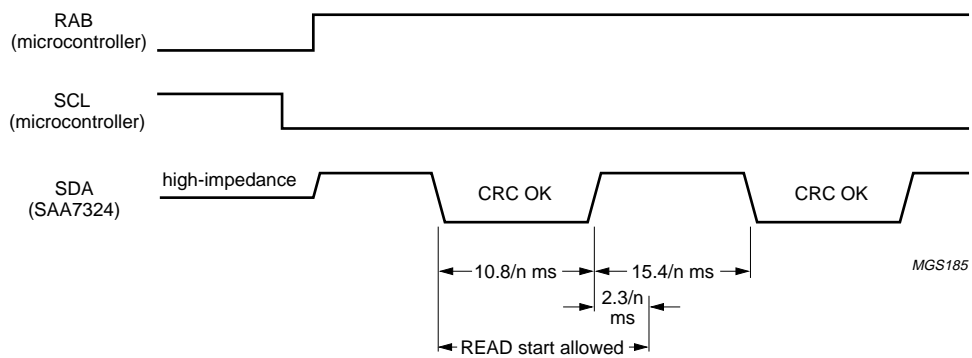 RAB
(microcontroller)
SCL
(microcontroller)
SDA
(SAA7324)
high-impedance
CRC OK
CRC OK
10.8/n ms
15.4/n ms
2.3/n
ms
READ start allowed
MGS185